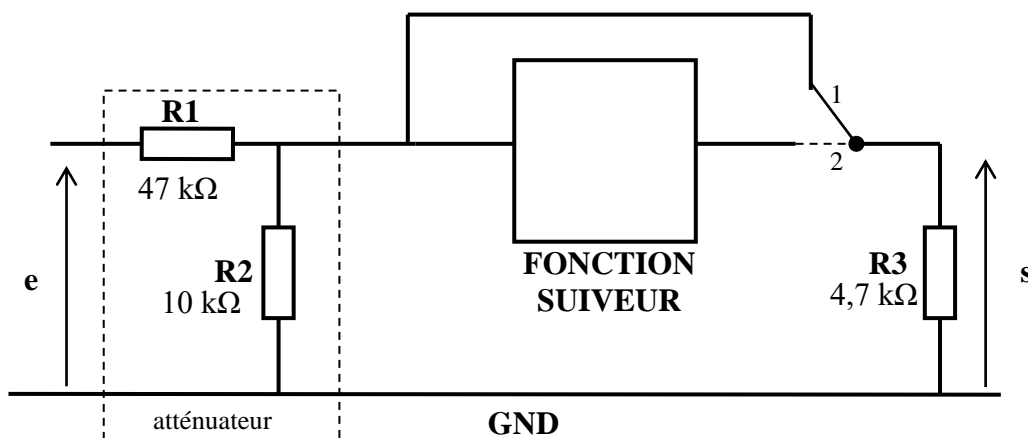 1
R1
2
47 kΩ
FONCTION
SUIVEUR
e
R2
10 kΩ
R3
4,7 kΩ
s
atténuateur
GND